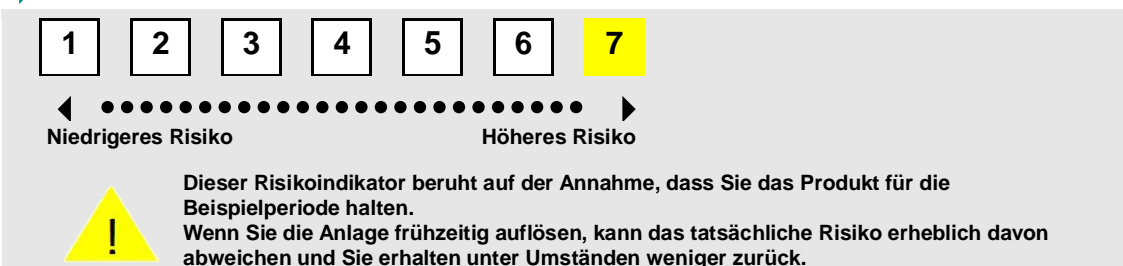 1 2 3 4 5 6 7
Niedrigeres Risiko Höheres Risiko
! Dieser Risikoindikator beruht auf der Annahme, dass Sie das Produkt für die
Beispielperiode halten.
Wenn Sie die Anlage frühzeitig auflösen, kann das tatsächliche Risiko erheblich davon
abweichen und Sie erhalten unter Umständen weniger zurück.